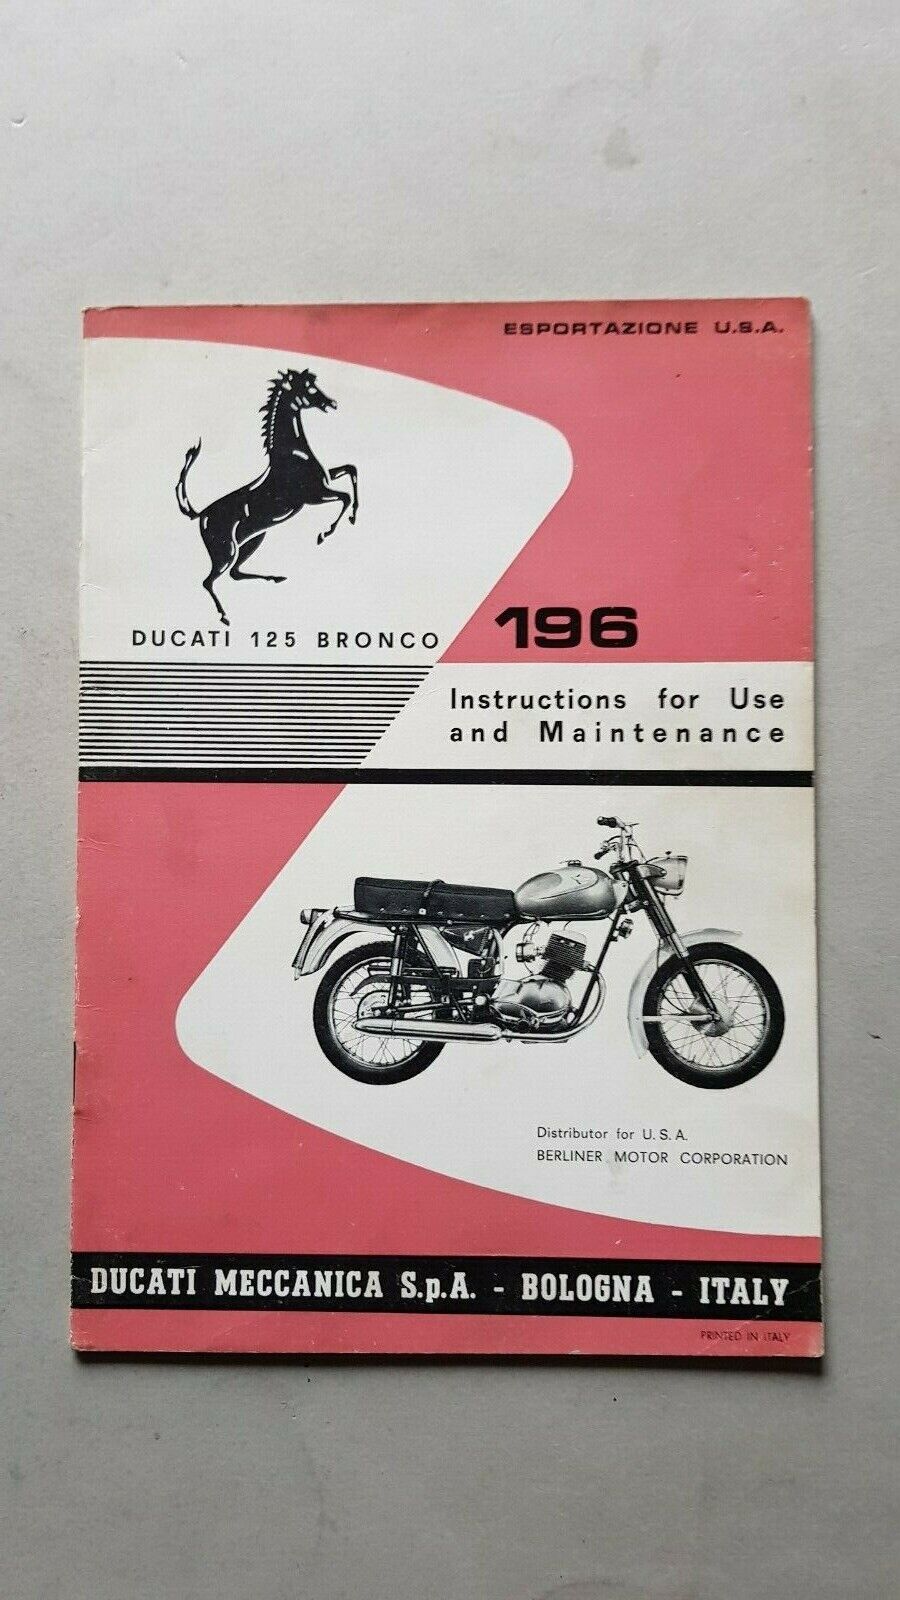 ESPORTAZIONE U.S.A.
DUCATI 125 BRONCO
196
Instructions for Use
and Maintenance
Distributor for U. S. A.
BERLINER MOTOR CORPORATION
DUCATI MECCANICA S.p.A. - BOLOGNA - ITALY
PRINTED IN ITALY